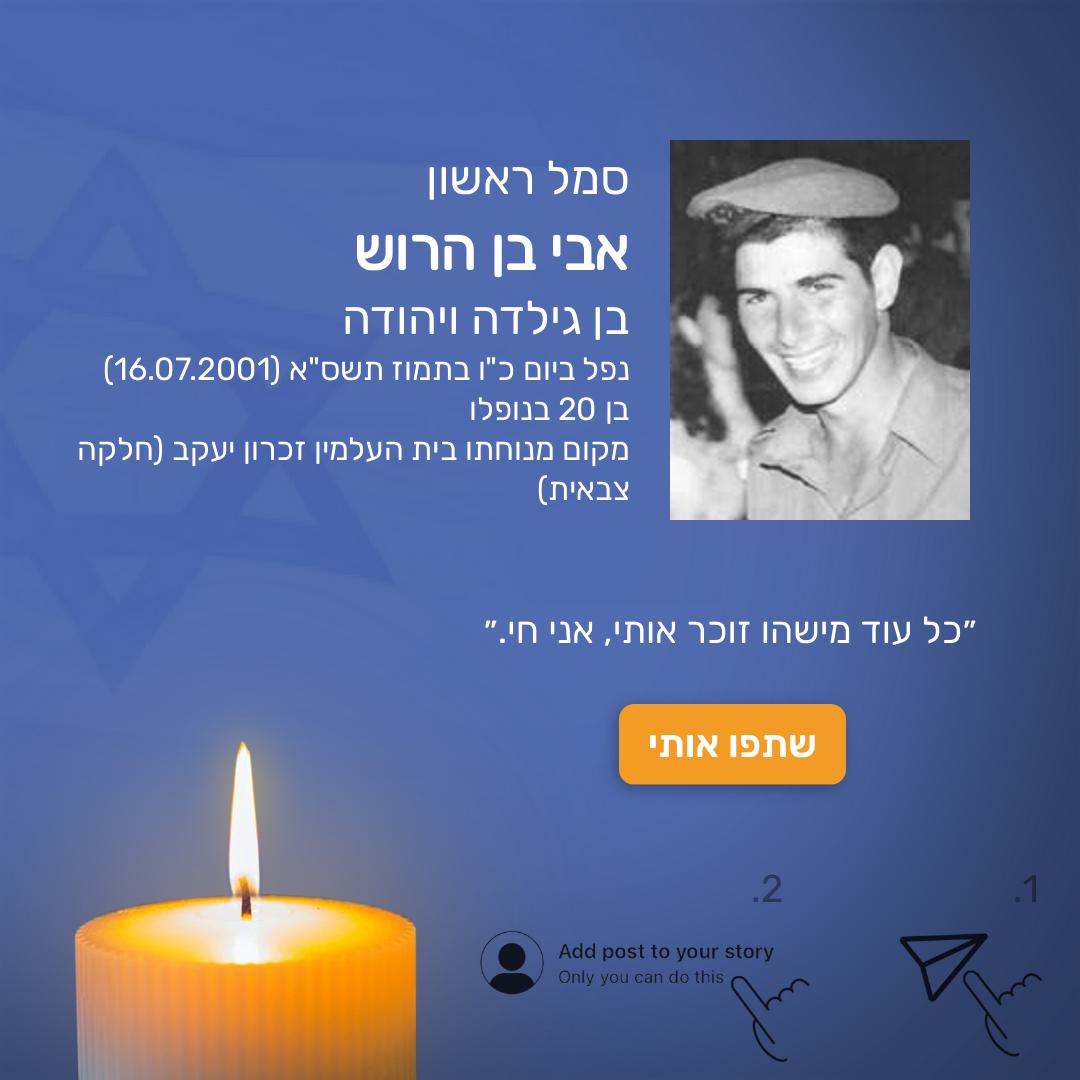 סמל ראשון
אבי בן הרוש
בן גילדה ויהודה
נפל ביום כ"ו בתמוז תשס"א (16.07.2001)
בן 20 בנופלו
מקום מנוחתו בית העלמין זכרון יעקב (חלקה
צבאית)
״כל עוד מישהו זוכר אותי, אני חי.״
שתפו אותי
1.
2.
Add post to your story
Only you can do this